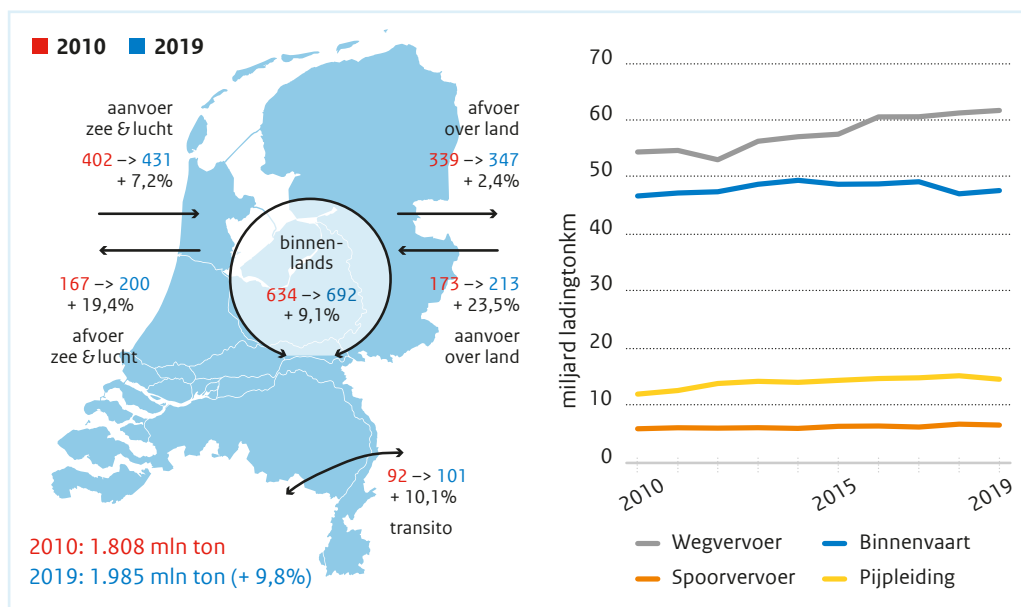 2010 2019
aanvoer
zee & lucht
402 –> 431
+ 7,2%
afvoer
over land
339 –> 347
+ 2,4%
binnen-
lands
634 –> 692
+ 9,1%
167 –> 200
+ 19,4%
afvoer
zee & lucht
173 –> 213
+ 23,5%
aanvoer
over land
92 –> 101
+ 10,1%
transito
2010: 1.808 mln ton
2019: 1.985 mln ton (+ 9,8%)
miljard ladingtonkm
70
60
50
40
30
20
10
0
2010 2015 2019
Wegvervoer Binnenvaart
Spoorvervoer Pijpleiding